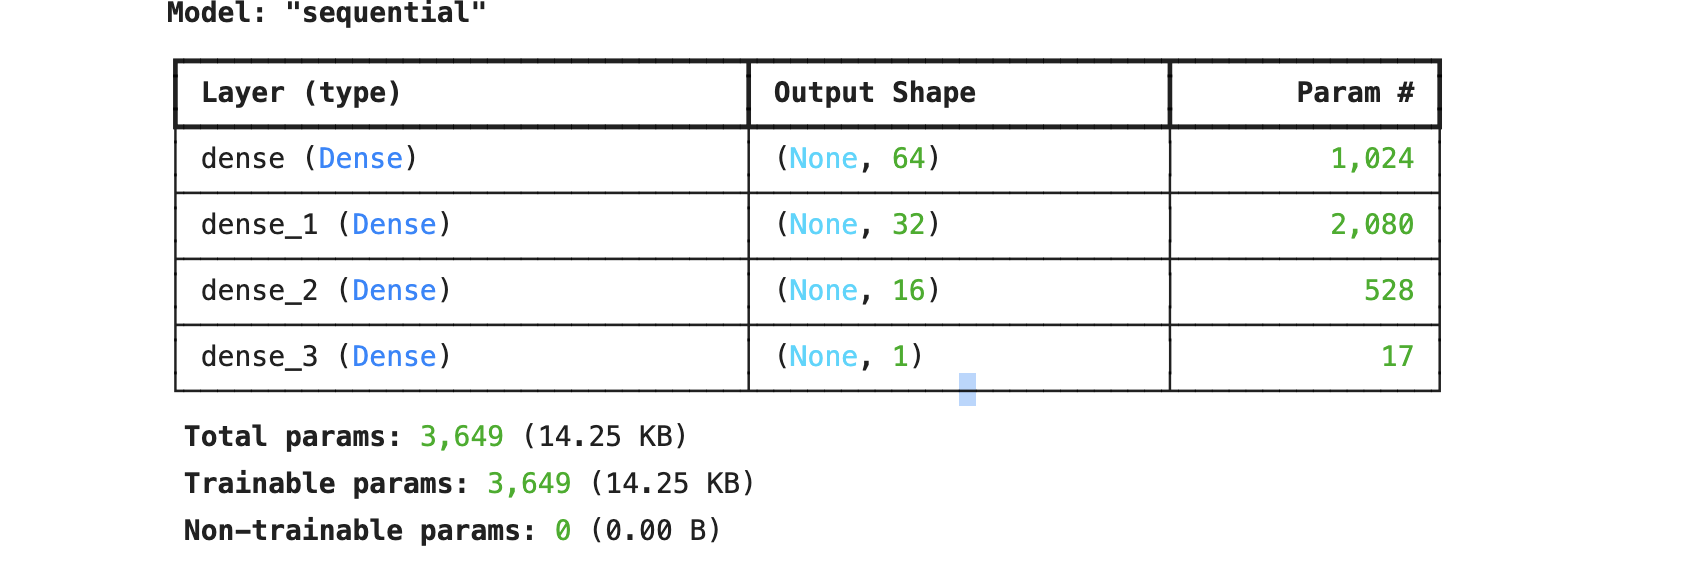 Model: "sequential"
Layer (type) Output Shape Param #
dense (Dense) (None, 64) 1,024
dense_1 (Dense) (None, 32) 2,080
dense_2 (Dense) (None, 16) 528
dense_3 (Dense) (None, 1) 17
Total params: 3,649 (14.25 KB)
Trainable params: 3,649 (14.25 KB)
Non-trainable params: 0 (0.00 B)